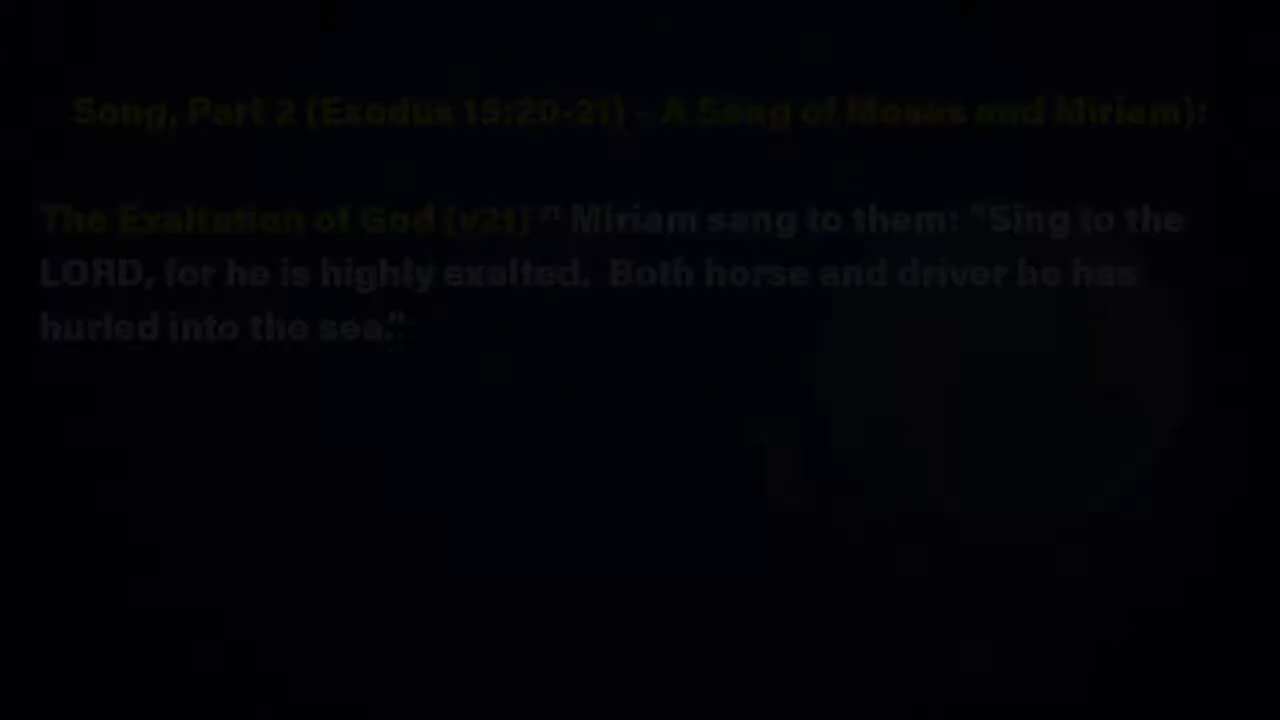 Song, Part 2 (Exodus 15:20-21) - A Song of Moses and Miriam):
The Exaltation of God (v21) 21 Miriam sang to them: "Sing to the
LORD, for he is highly exalted. Both horse and driver he has
hurled into the sea."